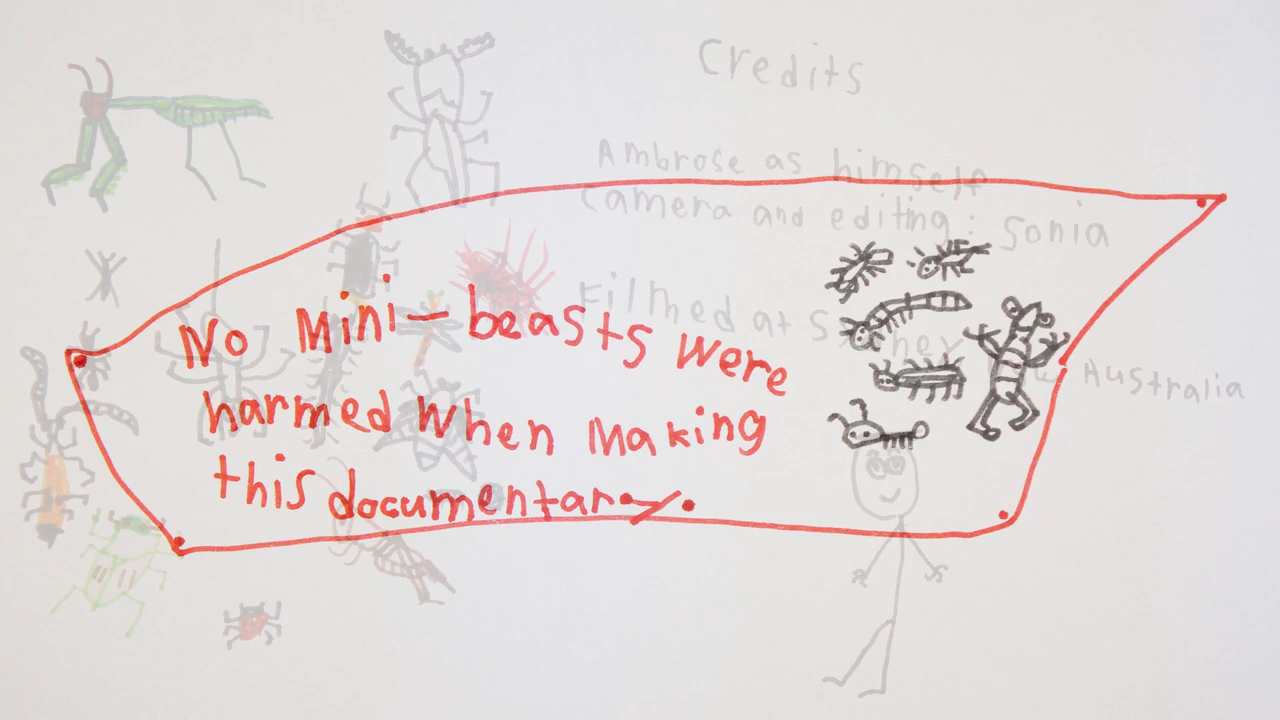 Credits
Ambrose as himself
Camera and editing: Sonia
Filmed at
Australia
No Mini-beasts were
harmed when Making
this documentary.